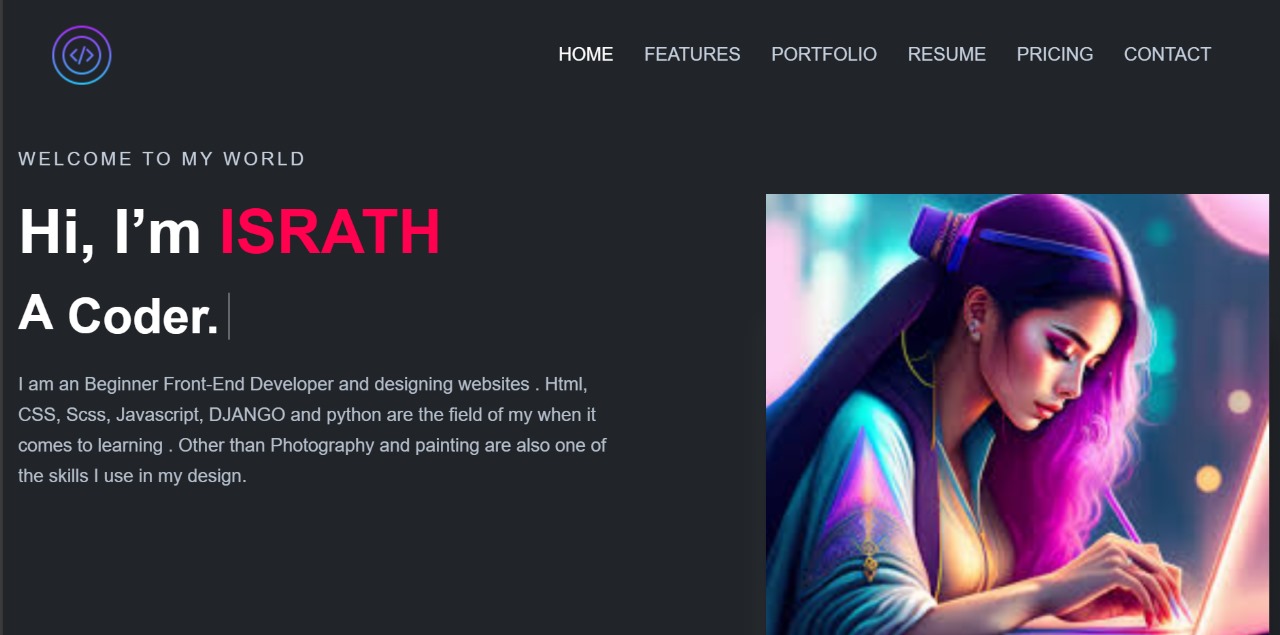 </>
HOME FEATURES PORTFOLIO RESUME PRICING CONTACT
WELCOME TO MY WORLD
Hi, I’m ISRATH
A Coder.
I am an Beginner Front-End Developer and designing websites . Html,
CSS, Scss, Javascript, DJANGO and python are the field of my when it
comes to learning . Other than Photography and painting are also one of
the skills I use in my design.